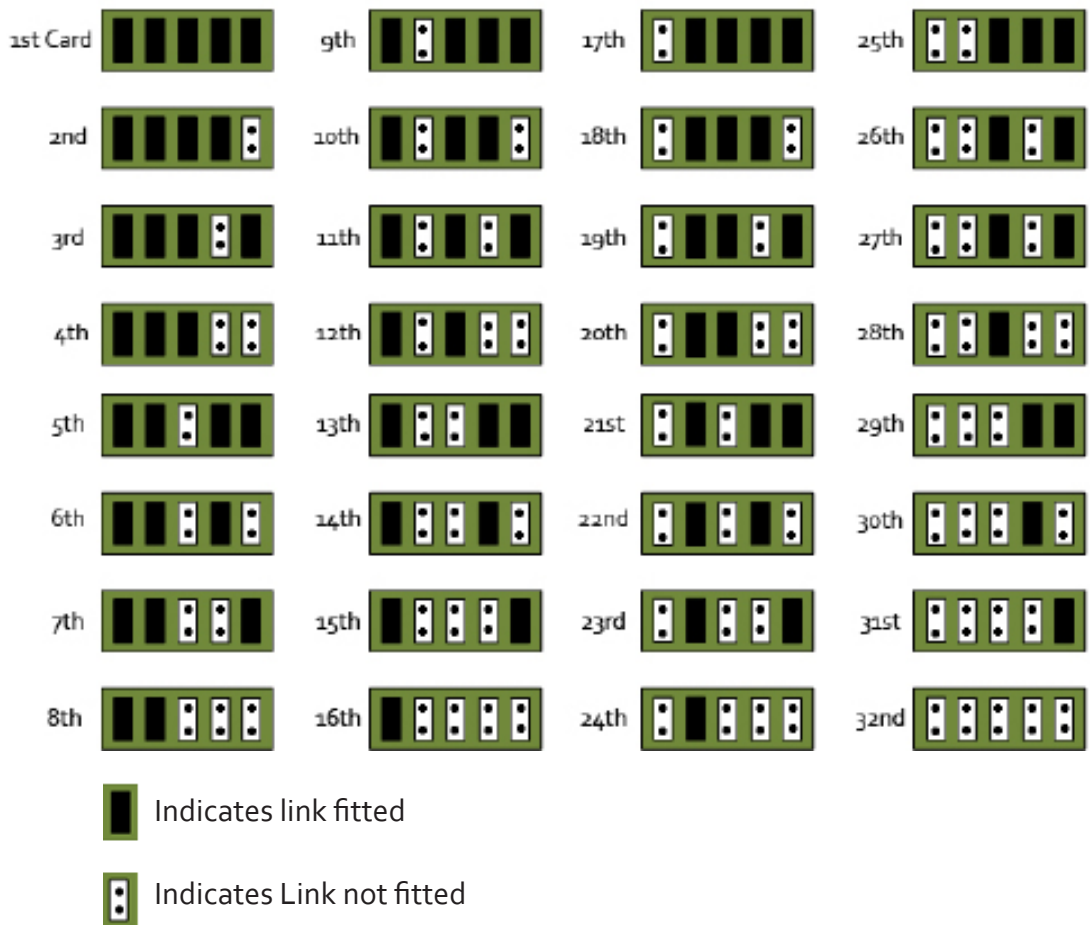 1st Card 9th 17th 25th
2nd 10th 18th 26th
3rd 11th 19th 27th
4th 12th 20th 28th
5th 13th 21st 29th
6th 14th 22nd 30th
7th 15th 23rd 31st
8th 16th 24th 32nd
Indicates link fitted
Indicates Link not fitted